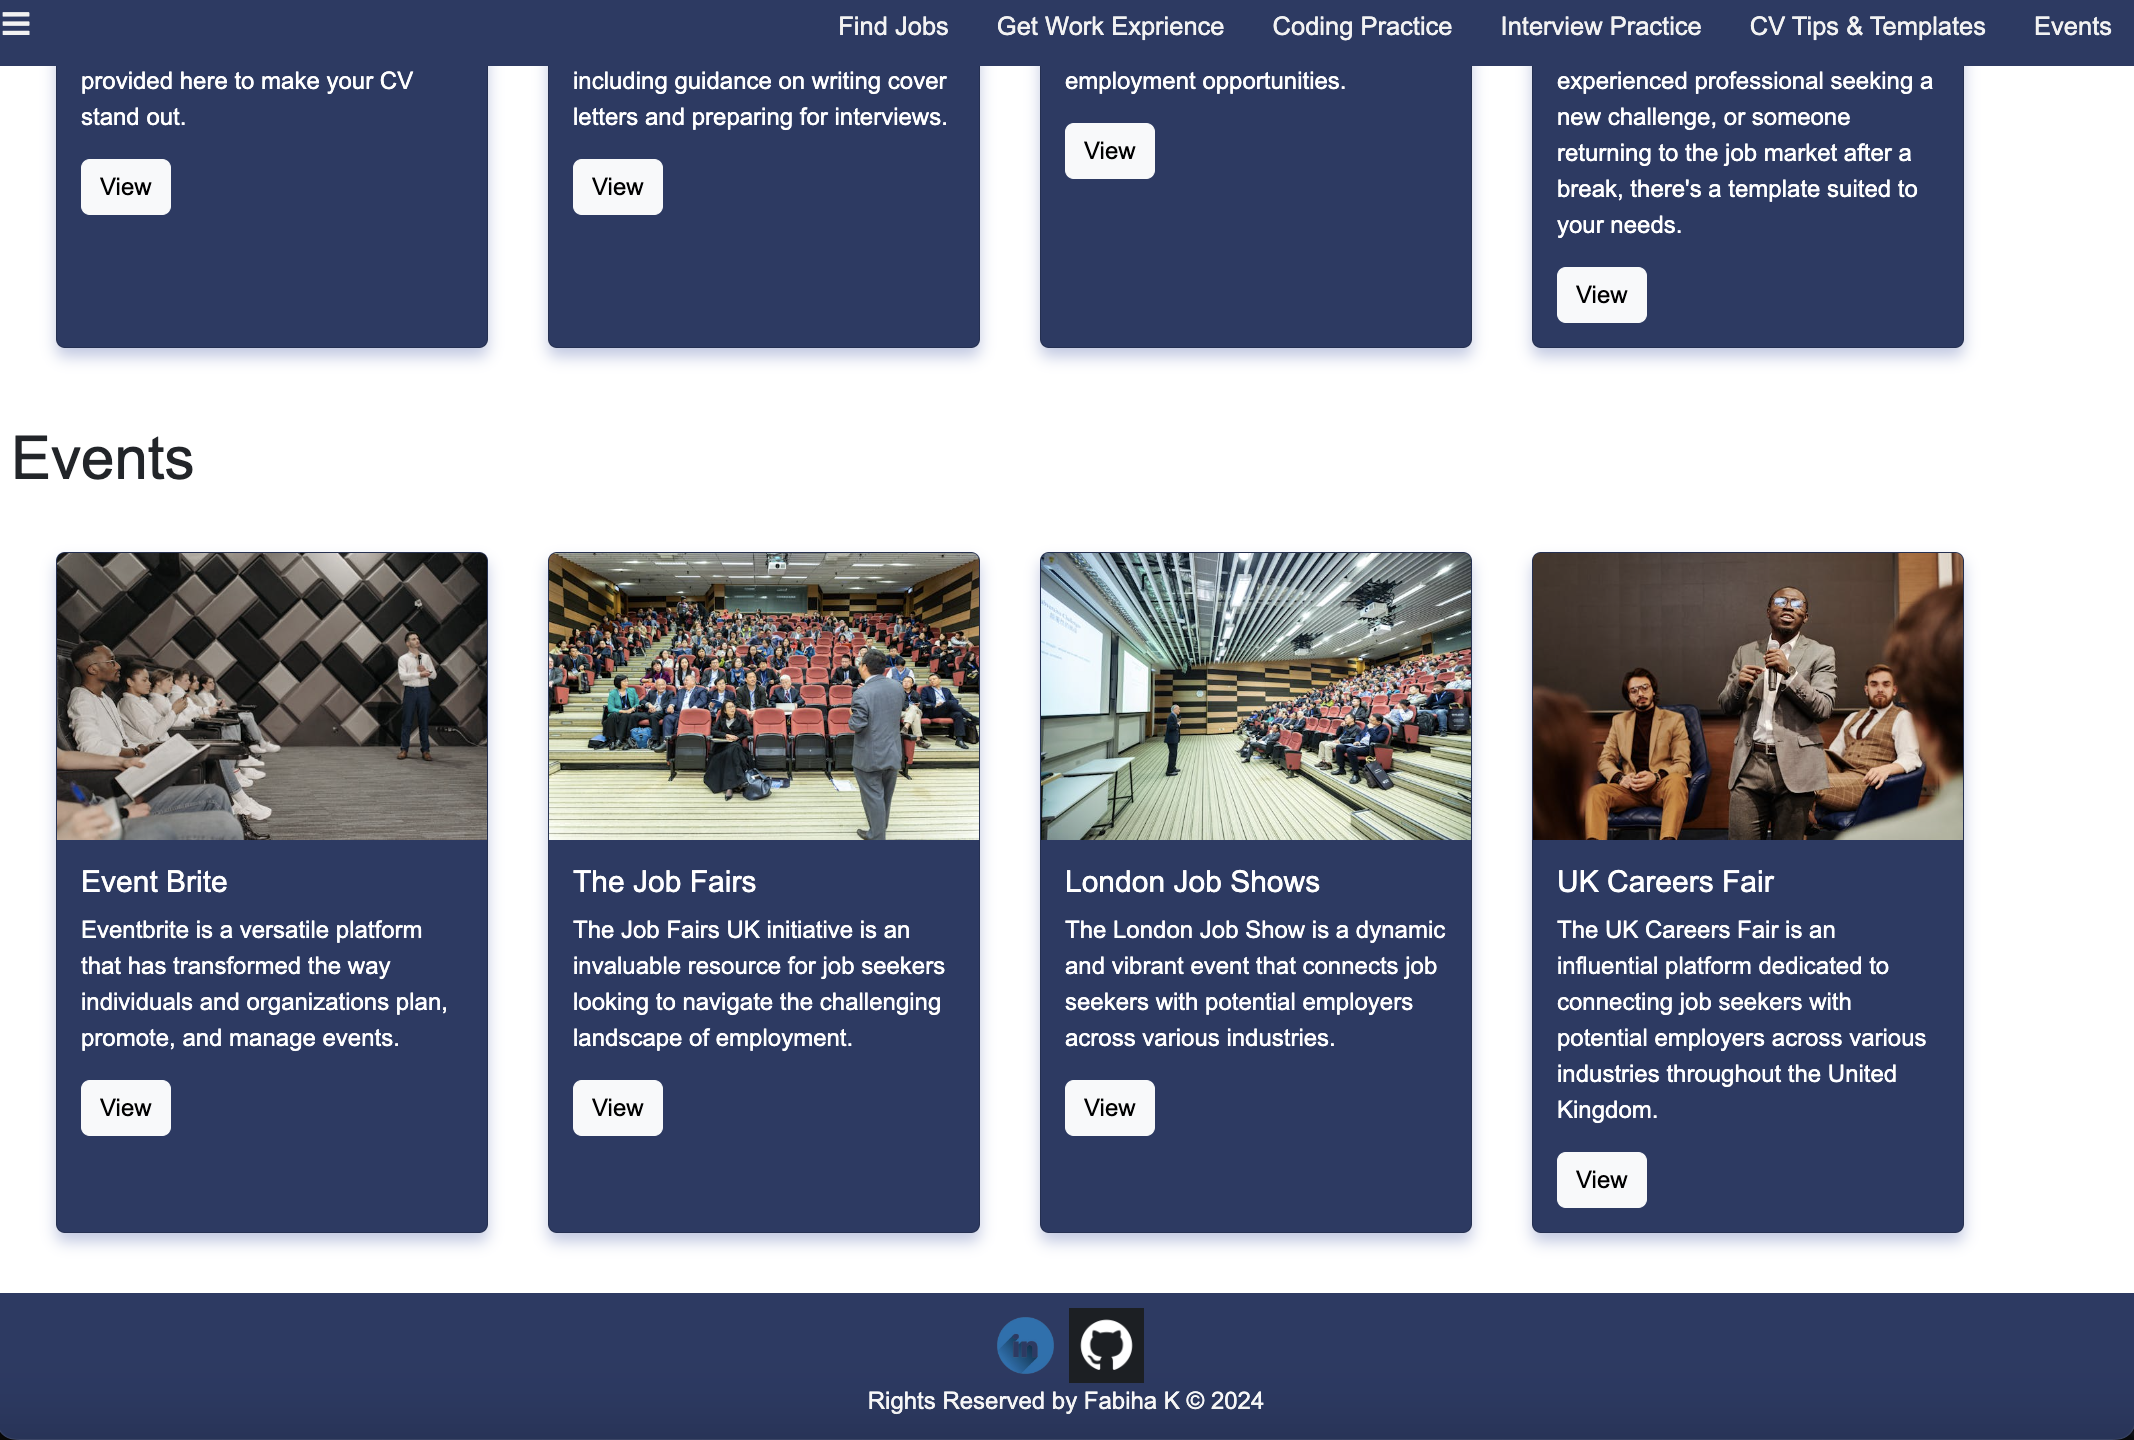 Find Jobs Get Work Exprience Coding Practice Interview Practice CV Tips & Templates Events
provided here to make your CV
stand out.
View
including guidance on writing cover
letters and preparing for interviews.
View
employment opportunities.
View
experienced professional seeking a
new challenge, or someone
returning to the job market after a
break, there's a template suited to
your needs.
View
Events
Event Brite
Eventbrite is a versatile platform
that has transformed the way
individuals and organizations plan,
promote, and manage events.
View
The Job Fairs
The Job Fairs UK initiative is an
invaluable resource for job seekers
looking to navigate the challenging
landscape of employment.
View
London Job Shows
The London Job Show is a dynamic
and vibrant event that connects job
seekers with potential employers
across various industries.
View
UK Careers Fair
The UK Careers Fair is an
influential platform dedicated to
connecting job seekers with
potential employers across various
industries throughout the United
Kingdom.
View
in
Rights Reserved by Fabiha K © 2024